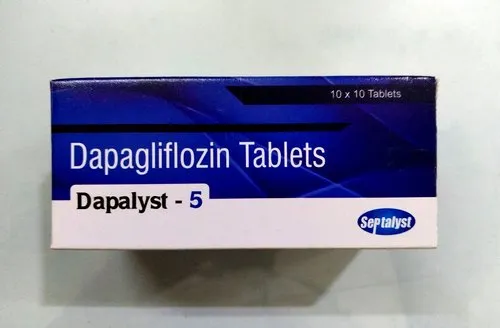 10 x 10 Tablets
Dapagliflozin Tablets
Dapalyst - 5
Septalyst